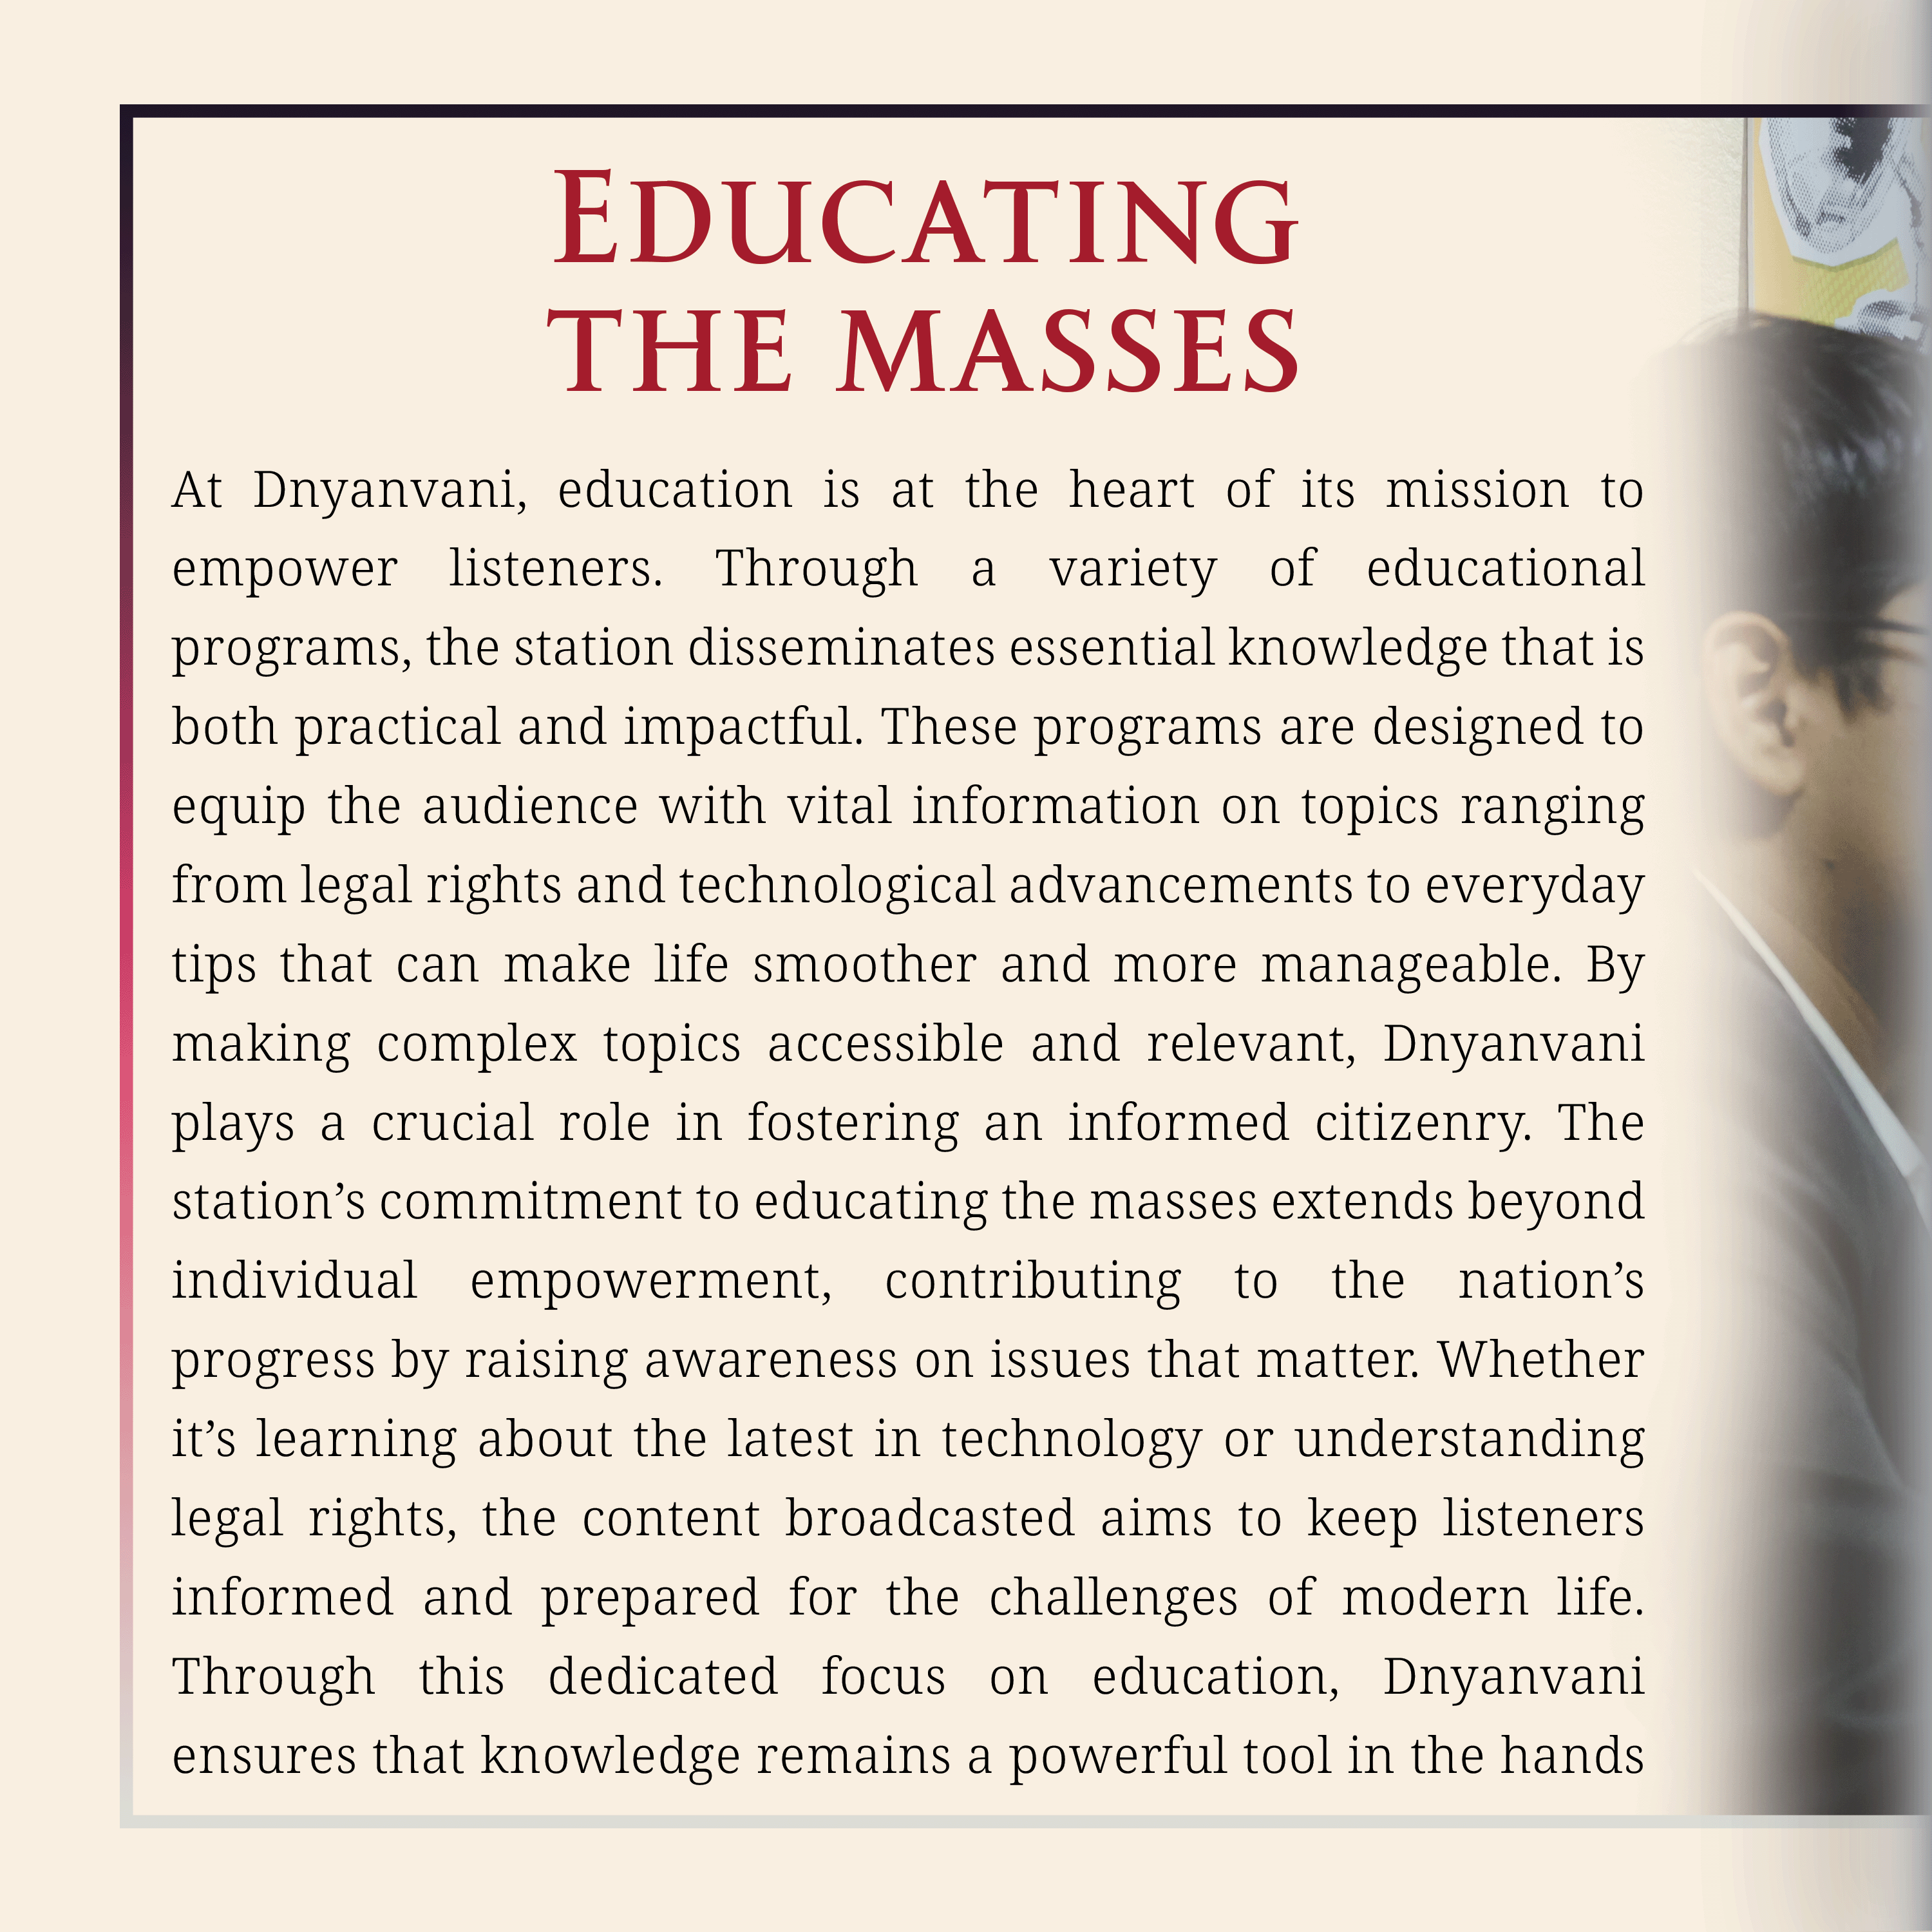 EDUCATING
THE MASSES
At Dnyanvani, education is at the heart of its mission to
empower listeners. Through a variety of educational
programs, the station disseminates essential knowledge that is
both practical and impactful. These programs are designed to
equip the audience with vital information on topics ranging
from legal rights and technological advancements to everyday
tips that can make life smoother and more manageable. By
making complex topics accessible and relevant, Dnyanvani
plays a crucial role in fostering an informed citizenry. The
station’s commitment to educating the masses extends beyond
individual empowerment, contributing to the nation’s
progress by raising awareness on issues that matter. Whether
it’s learning about the latest in technology or understanding
legal rights, the content broadcasted aims to keep listeners
informed and prepared for the challenges of modern life.
Through this dedicated focus on education, Dnyanvani
ensures that knowledge remains a powerful tool in the hands